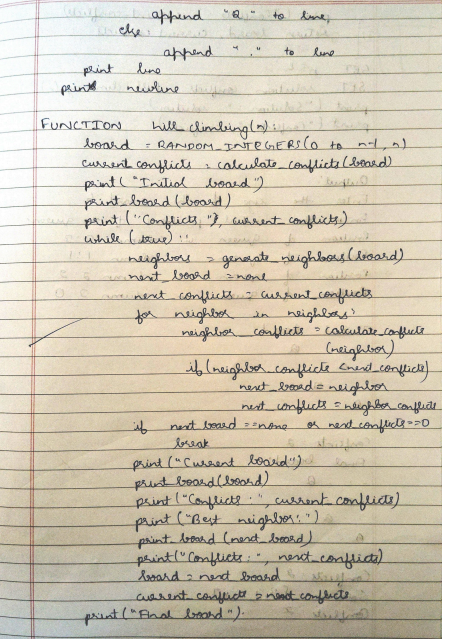 append "Q" to line,
else
append "." to line
print line
print newline
FUNCTION hill_climbing(n):
board = RANDOM_INTEGERS(0 to n-1, n)
current_conflicts = calculate_conflicts(board)
print("Initial board")
print_board(board)
print("Conflicts:", current_conflicts)
while (true):
neighbors = generate_neighbors(board)
next_board = none
next_conflicts = current_conflicts
for neighbor in neighbors:
neighbor_conflicts = calculate_conflicts
(neighbor)
if (neighbor_conflicts < next_conflicts)
next_board = neighbor
next_conflicts = neighbor_conflicts
if next_board == none or next_conflicts == 0
break
print("Current board")
print_board(board)
print("Conflicts:", current_conflicts)
print("Best neighbor:")
print_board(next_board)
print("Conflicts:", next_conflicts)
board = next_board
current_conflicts = next_conflicts
print("Final board").